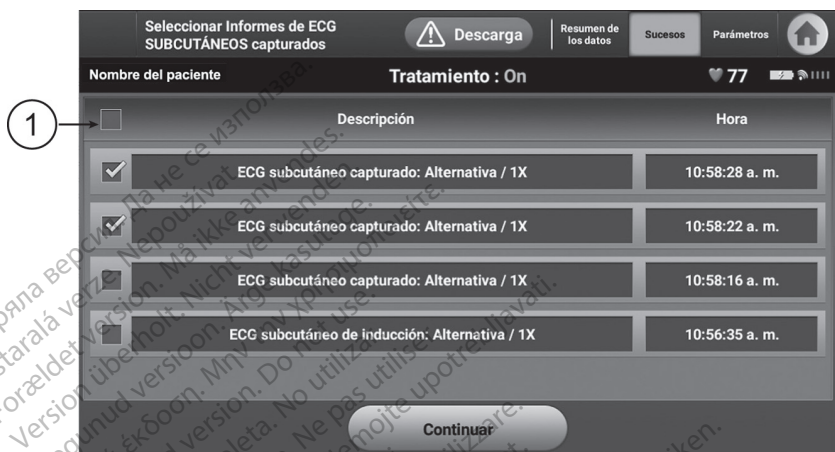 Seleccionar Informes de ECG
SUBCUTÁNEOS capturados
Descarga
Resumen de
los datos
Sucesos
Parámetros
Nombre del paciente
Tratamiento : On
77
1
Descripción
Hora
ECG subcutáneo capturado: Alternativa / 1X
10:58:28 a. m.
ECG subcutáneo capturado: Alternativa / 1X
10:58:22 a. m.
ECG subcutáneo capturado: Alternativa / 1X
10:58:16 a. m.
ECG subcutáneo de inducción: Alternativa / 1X
10:56:35 a. m.
Continuar